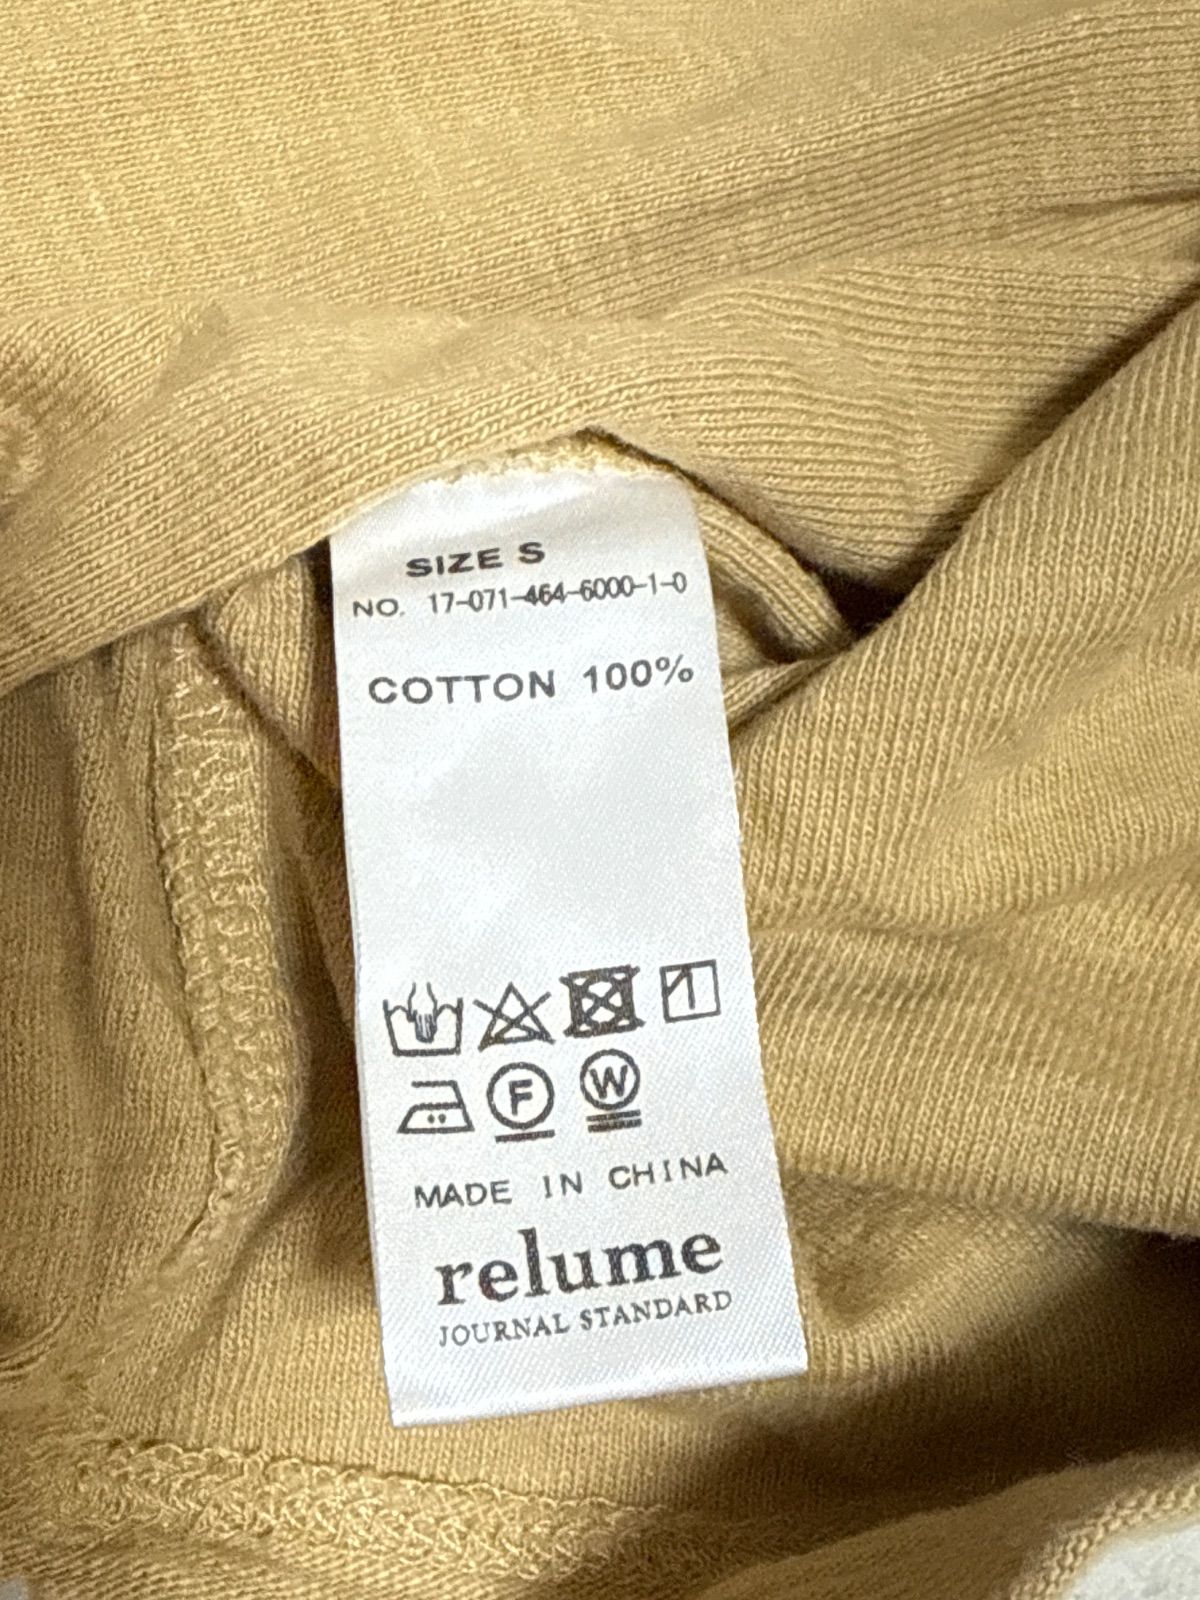 SIZE S
NO. 17-071-464-6000-1-0
COTTON 100%
F W
MADE IN CHINA
relume
JOURNAL STANDARD